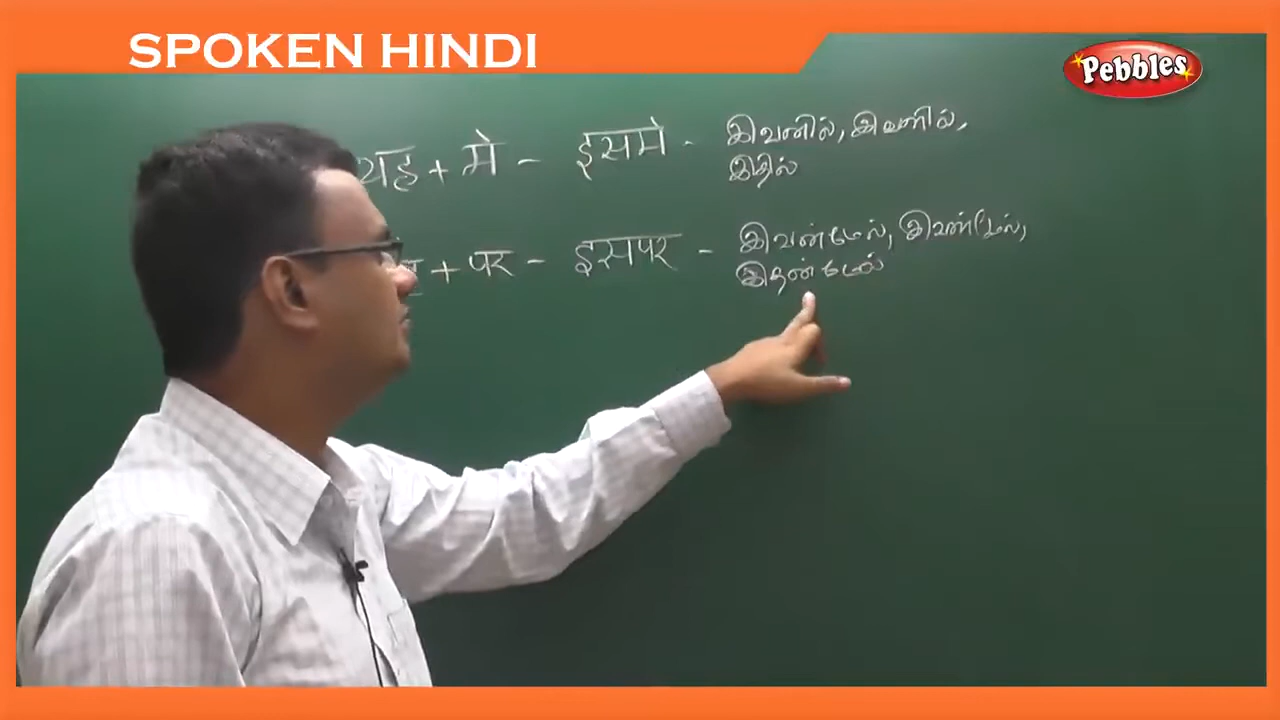 SPOKEN HINDI
Pebbles
यह + मे - इसमे - இவனில், இவளில்,
இதில்
+ पर - इसपर - இவன்மேல், இவள்மேல்,
இதன்மேல்